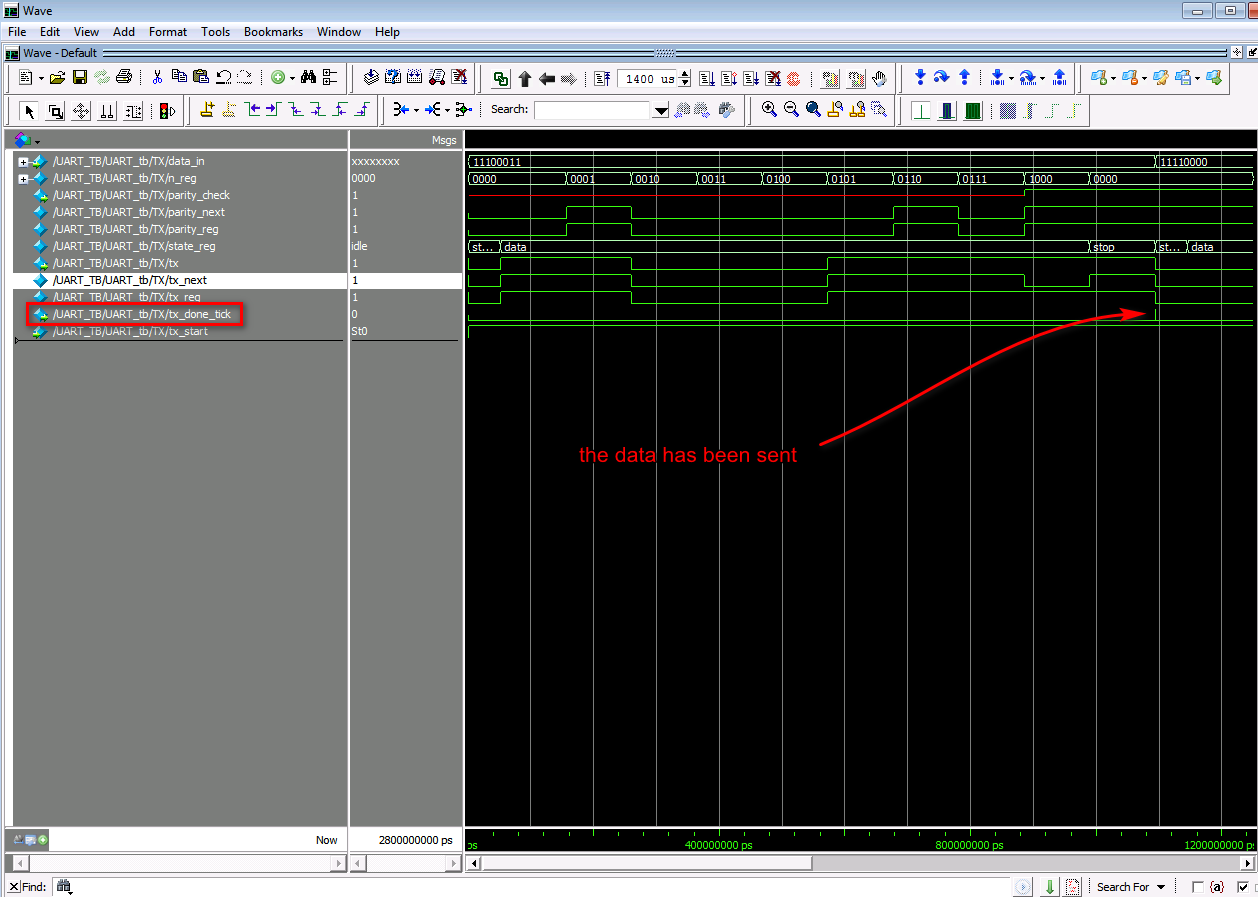 Wave
File Edit View Add Format Tools Bookmarks Window Help
Wave - Default
1400 us
Search:
Msgs
/UART_TB/UART_tb/TX/data_in xxxxxxxx 11100011 11110000
/UART_TB/UART_tb/TX/n_reg 0000 0000 0001 0010 0011 0100 0101 0110 0111 1000 0000
/UART_TB/UART_tb/TX/parity_check 1
/UART_TB/UART_tb/TX/parity_next 1
/UART_TB/UART_tb/TX/parity_reg 1
/UART_TB/UART_tb/TX/state_reg idle st... data stop st... data
/UART_TB/UART_tb/TX/tx 1
/UART_TB/UART_tb/TX/tx_next 1
/UART_TB/UART_tb/TX/tx_reg 1
/UART_TB/UART_tb/TX/tx_done_tick 0
/UART_TB/UART_tb/TX/tx_start St0
the data has been sent
Now 2800000000 ps
ps 400000000 ps 800000000 ps 1200000000 ps
Find: Search For {a}